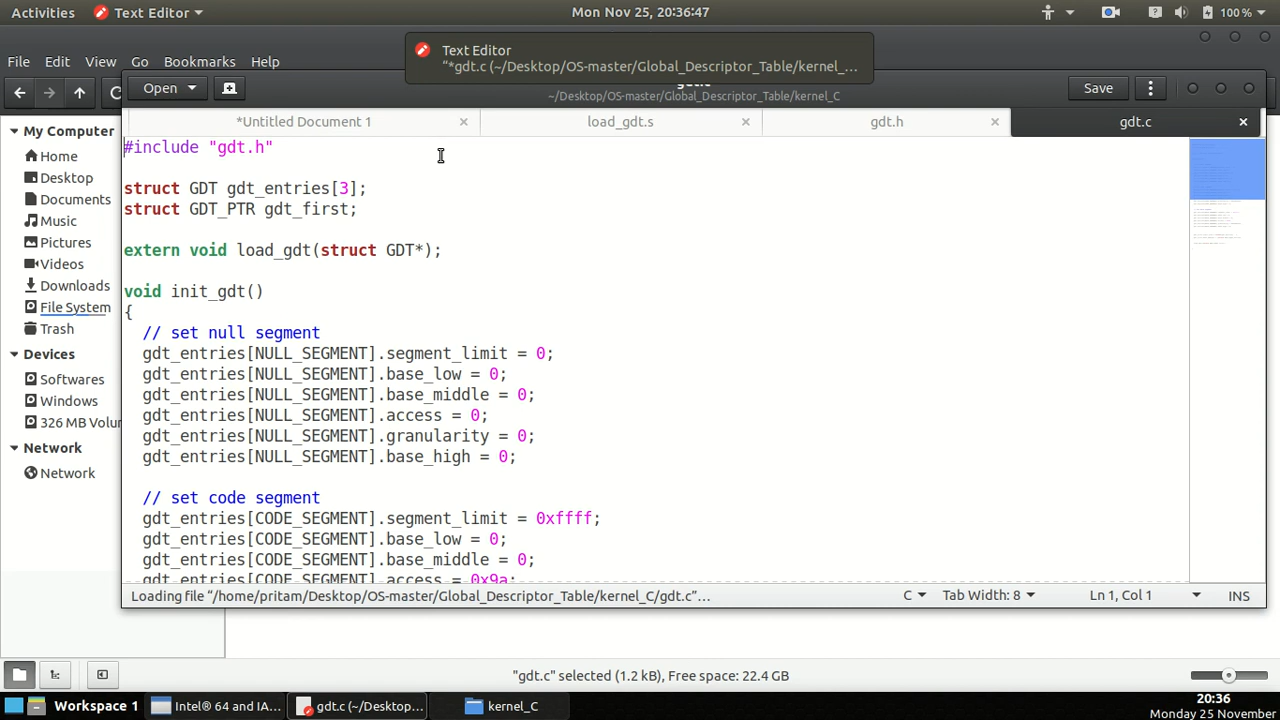 Activities Text Editor Mon Nov 25, 20:36:47 100 %
Text Editor
“*gdt.c (~/Desktop/OS-master/Global_Descriptor_Table/kernel_…
File Edit View Go Bookmarks Help
Open Save
~/Desktop/OS-master/Global_Descriptor_Table/kernel_C
*Untitled Document 1 load_gdt.s gdt.h gdt.c
My Computer
Home
Desktop
Documents
Music
Pictures
Videos
Downloads
File System
Trash
Devices
Softwares
Windows
326 MB Volu
Network
Network
#include "gdt.h"
struct GDT gdt_entries[3];
struct GDT_PTR gdt_first;
extern void load_gdt(struct GDT*);
void init_gdt()
{
// set null segment
gdt_entries[NULL_SEGMENT].segment_limit = 0;
gdt_entries[NULL_SEGMENT].base_low = 0;
gdt_entries[NULL_SEGMENT].base_middle = 0;
gdt_entries[NULL_SEGMENT].access = 0;
gdt_entries[NULL_SEGMENT].granularity = 0;
gdt_entries[NULL_SEGMENT].base_high = 0;
// set code segment
gdt_entries[CODE_SEGMENT].segment_limit = 0xffff;
gdt_entries[CODE_SEGMENT].base_low = 0;
gdt_entries[CODE_SEGMENT].base_middle = 0;
gdt_entries[CODE_SEGMENT].access = 0x9a;
Loading file “/home/pritam/Desktop/OS-master/Global_Descriptor_Table/kernel_C/gdt.c”… C Tab Width: 8 Ln 1, Col 1 INS
"gdt.c" selected (1.2 kB), Free space: 22.4 GB
Workspace 1 Intel® 64 and IA… gdt.c (~/Desktop… kernel_C
20:36
Monday 25 November